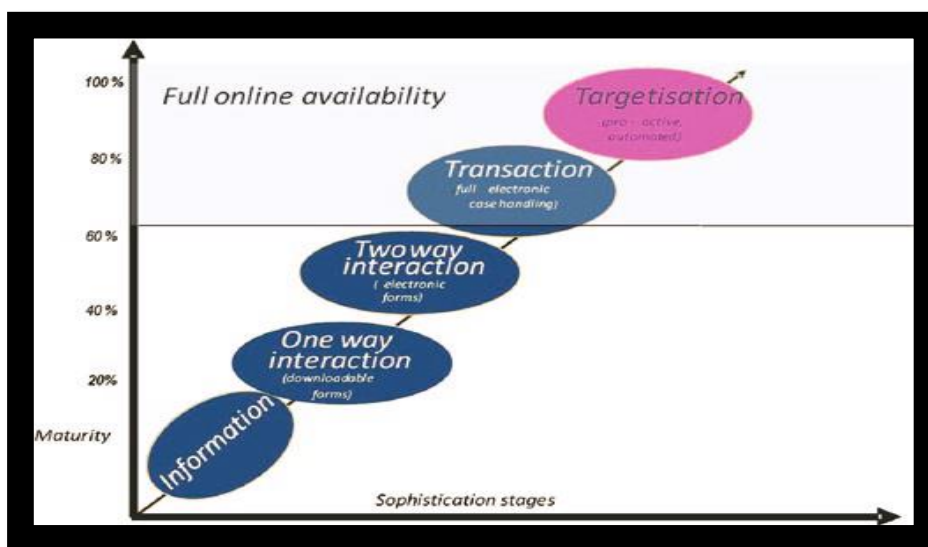 100%
Full online availability
Targetisation
(pro - active,
automated)
80%
Transaction
full electronic
case handling)
60%
Two way
interaction
( electronic
forms)
40%
One way
interaction
(downloadable
forms)
20%
Information
Maturity
Sophistication stages